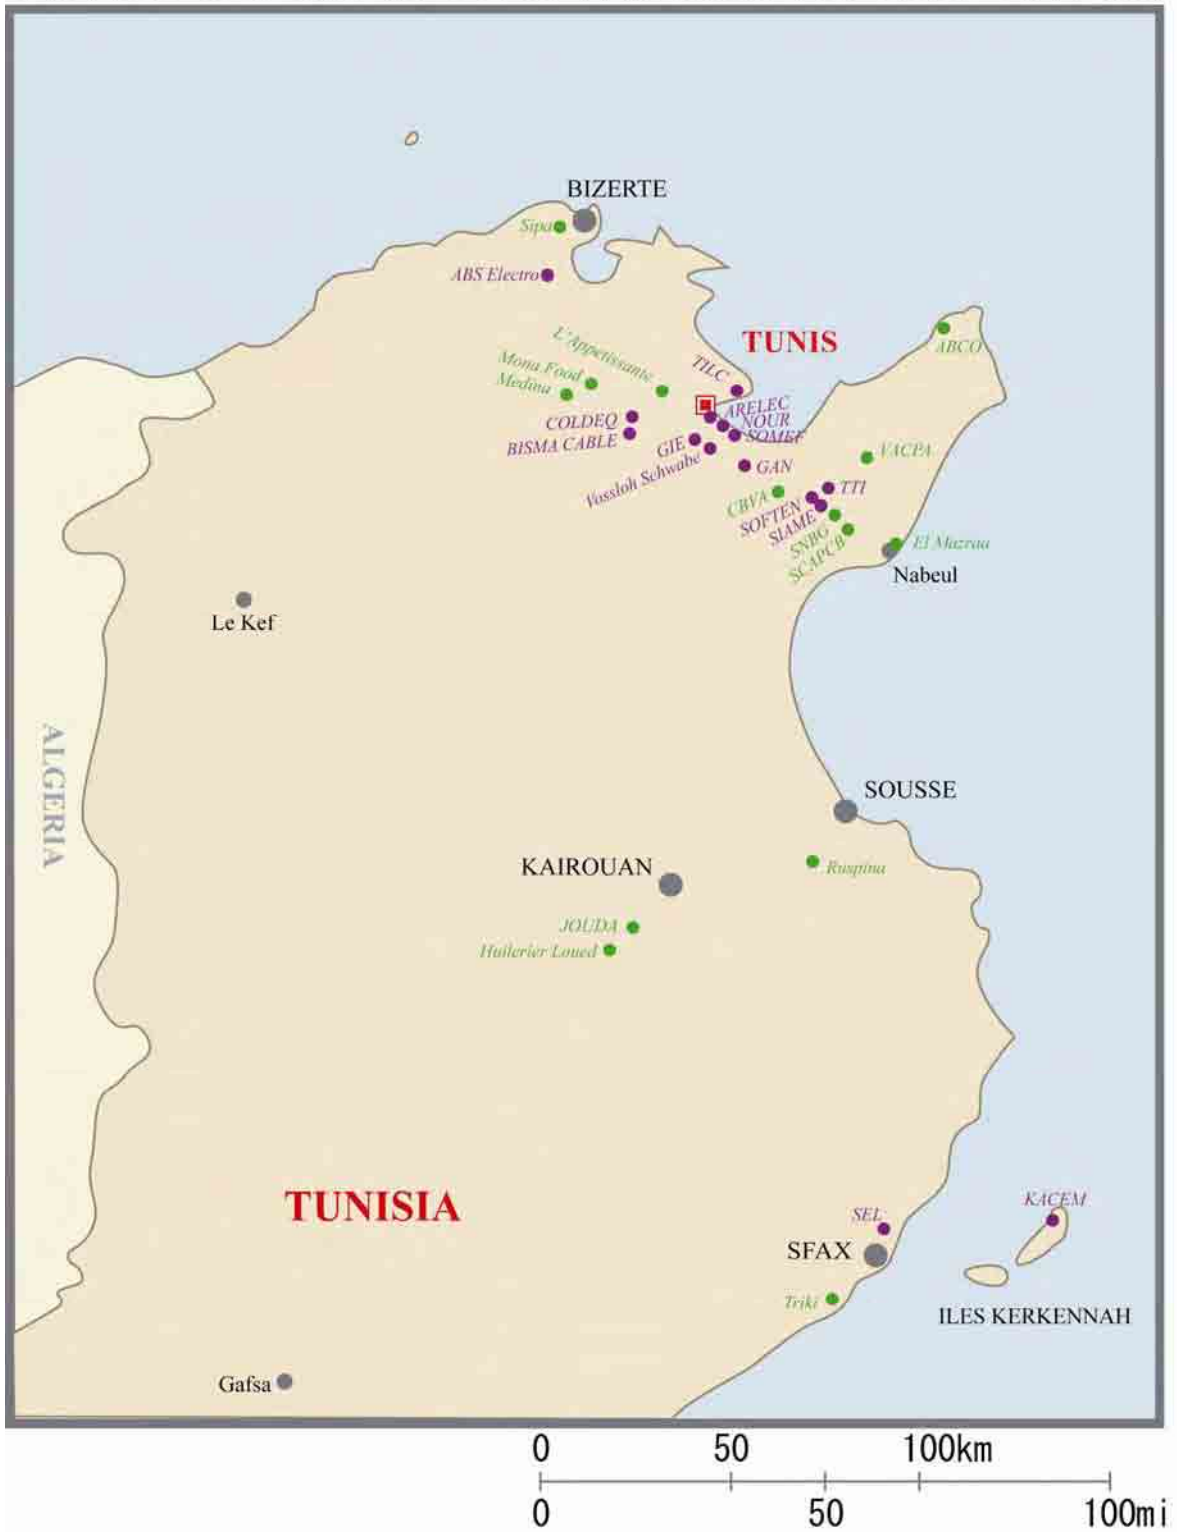 BIZERTE
Sipa
ABS Electro
TUNIS
L'Appetissante
Mona Food
Medina
TILC
ABCO
COLDEQ
BISMA CABLE
ARELEC
NOUR
SOMEF
GIE
Vossloh Schwabe
GAN
VACPA
CBVA
TTI
SOFTEN
SIAME
SNBG
SCAPCB
El Mazraa
Nabeul
Le Kef
ALGERIA
SOUSSE
KAIROUAN
Ruspina
JOUDA
Huilerier Loued
TUNISIA
KACEM
SEL
SFAX
Triki
ILES KERKENNAH
Gafsa
0 50 100km
0 50 100mi